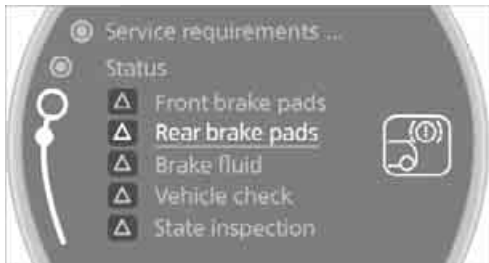 Service requirements ...
Status
Front brake pads
Rear brake pads
Brake fluid
Vehicle check
State inspection